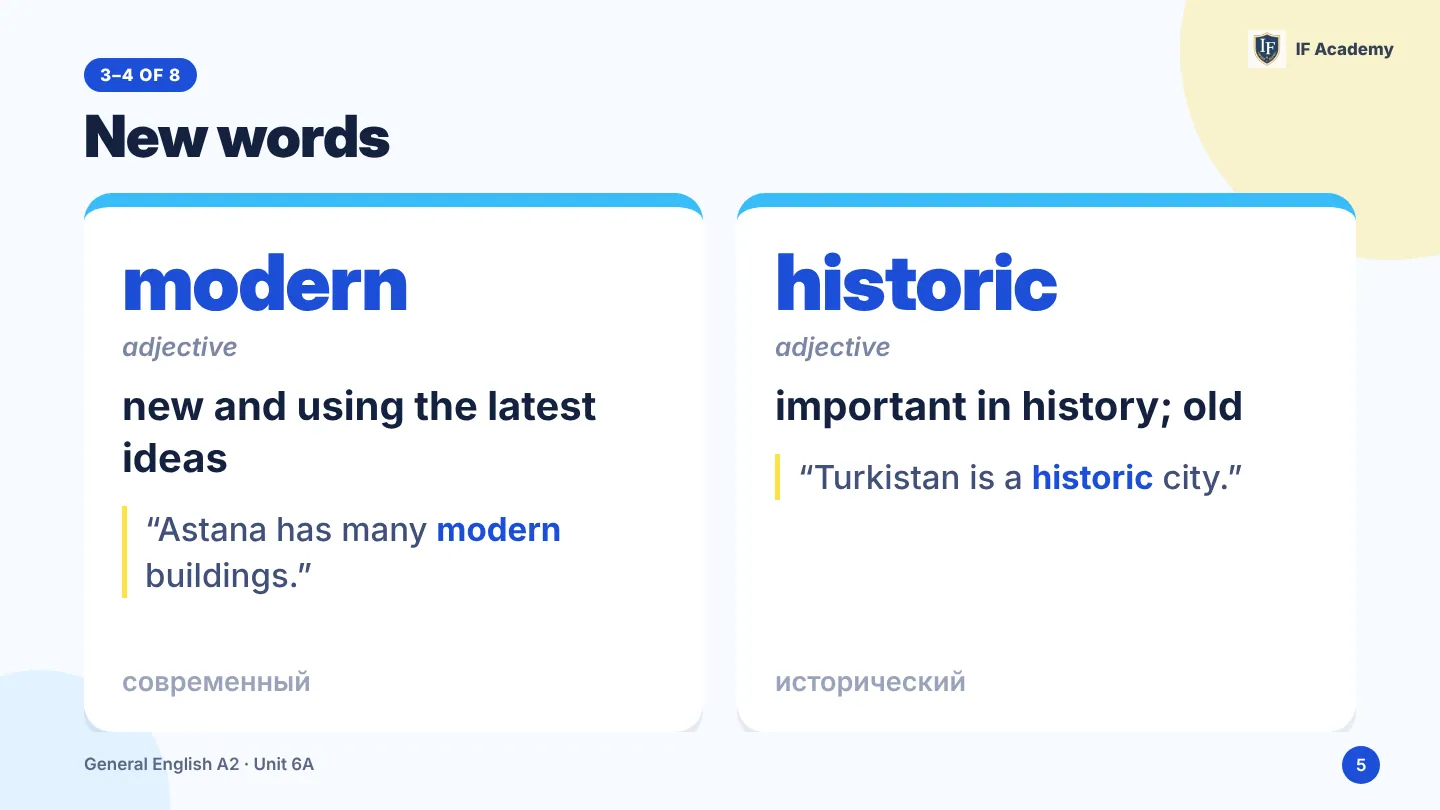 IF
IF Academy
3–4 OF 8
New words
modern
adjective
new and using the latest
ideas
“Astana has many modern
buildings.”
современный
historic
adjective
important in history; old
“Turkistan is a historic city.”
исторический
General English A2 · Unit 6A
5